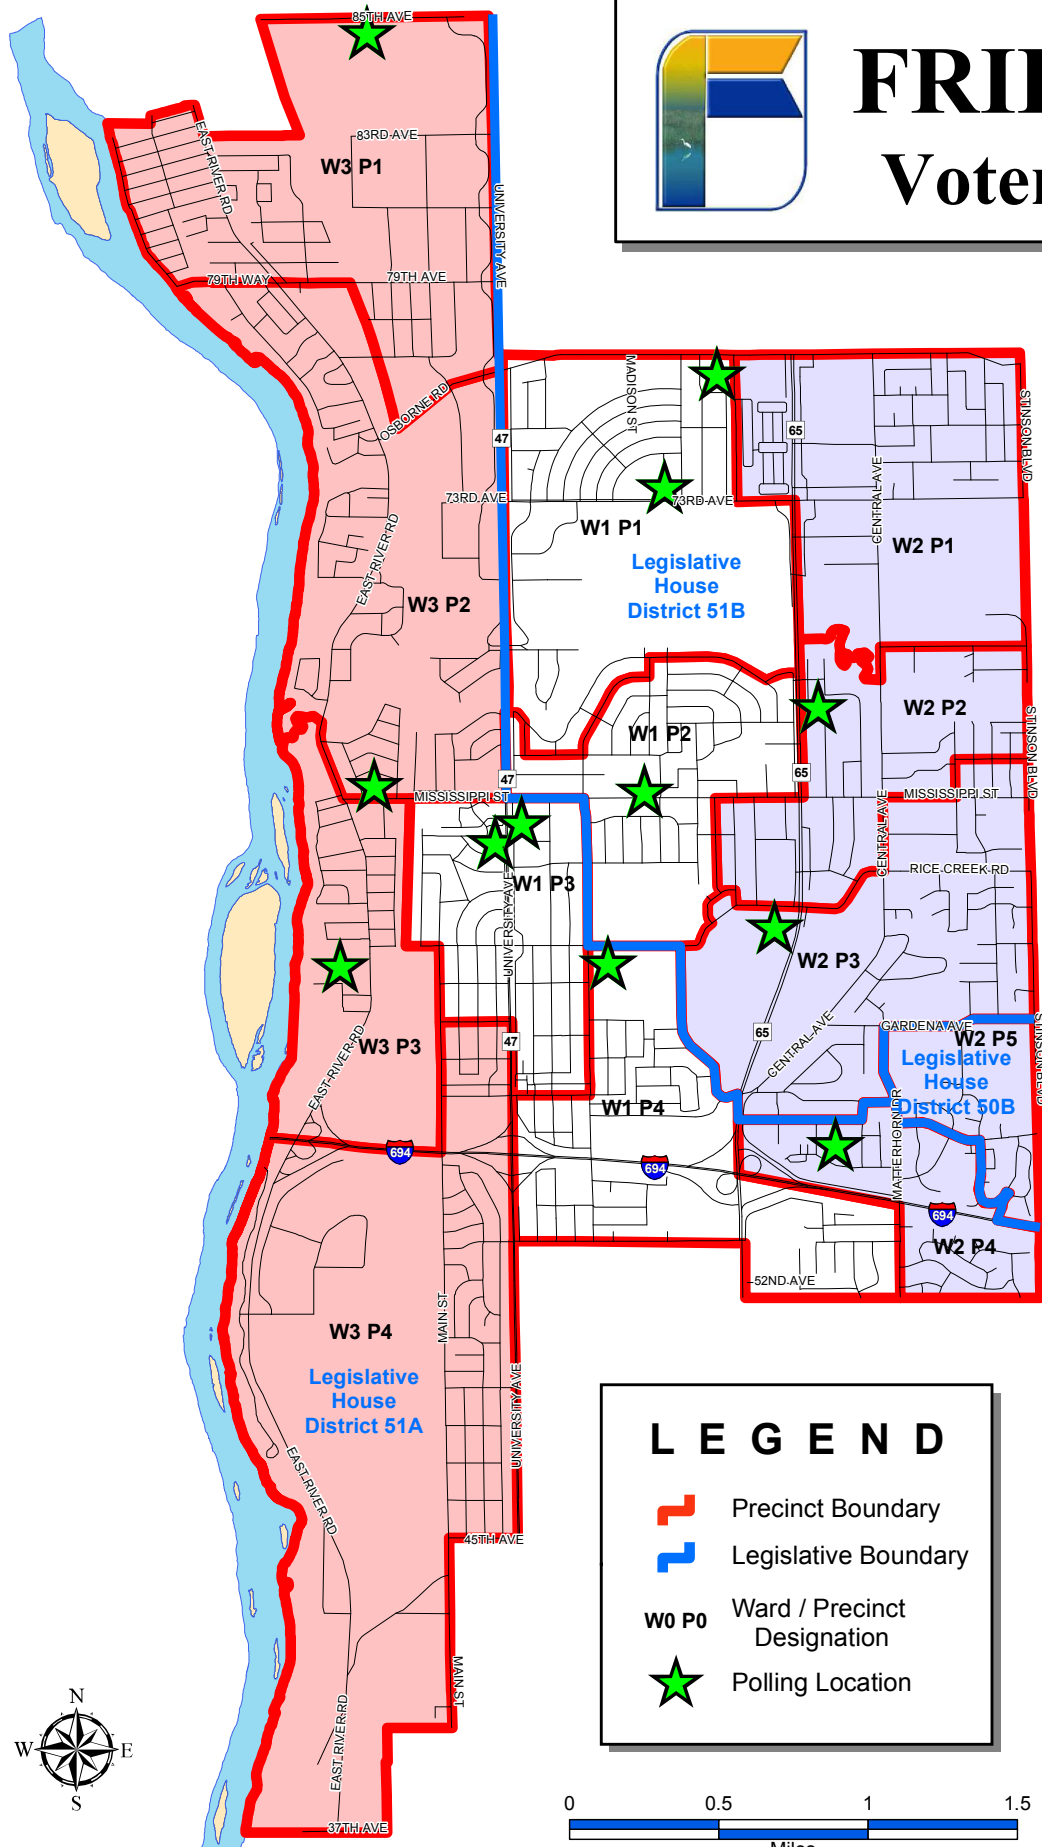 85TH AVE
FRI
Voter
EAST RIVER RD
83RD AVE
W3 P1
UNIVERSITY AVE
79TH WAY
79TH AVE
OSBORNE RD
MADISON ST
STINSON BLVD
47
65
CENTRAL AVE
73RD AVE
73RD AVE
W1 P1
W2 P1
EAST RIVER RD
Legislative
House
District 51B
W3 P2
W2 P2
W1 P2
STINSON BLVD
47
65
MISSISSIPPI ST
MISSISSIPPI ST
CENTRAL AVE
RICE CREEK RD
W1 P3
UNIVERSITY AVE
W2 P3
EAST RIVER RD
W3 P3
47
65
CENTRAL AVE
GARDENA AVE
STINSON BLVD
W2 P5
Legislative
House
District 50B
W1 P4
MATTERHORN DR
694
694
694
W2 P4
52ND AVE
MAIN ST
W3 P4
Legislative
House
District 51A
UNIVERSITY AVE
EAST RIVER RD
45TH AVE
MAIN ST
EAST RIVER RD
37TH AVE
N
W E
S
LEGEND
Precinct Boundary
Legislative Boundary
W0 P0 Ward / Precinct
Designation
Polling Location
0 0.5 1 1.5
Miles